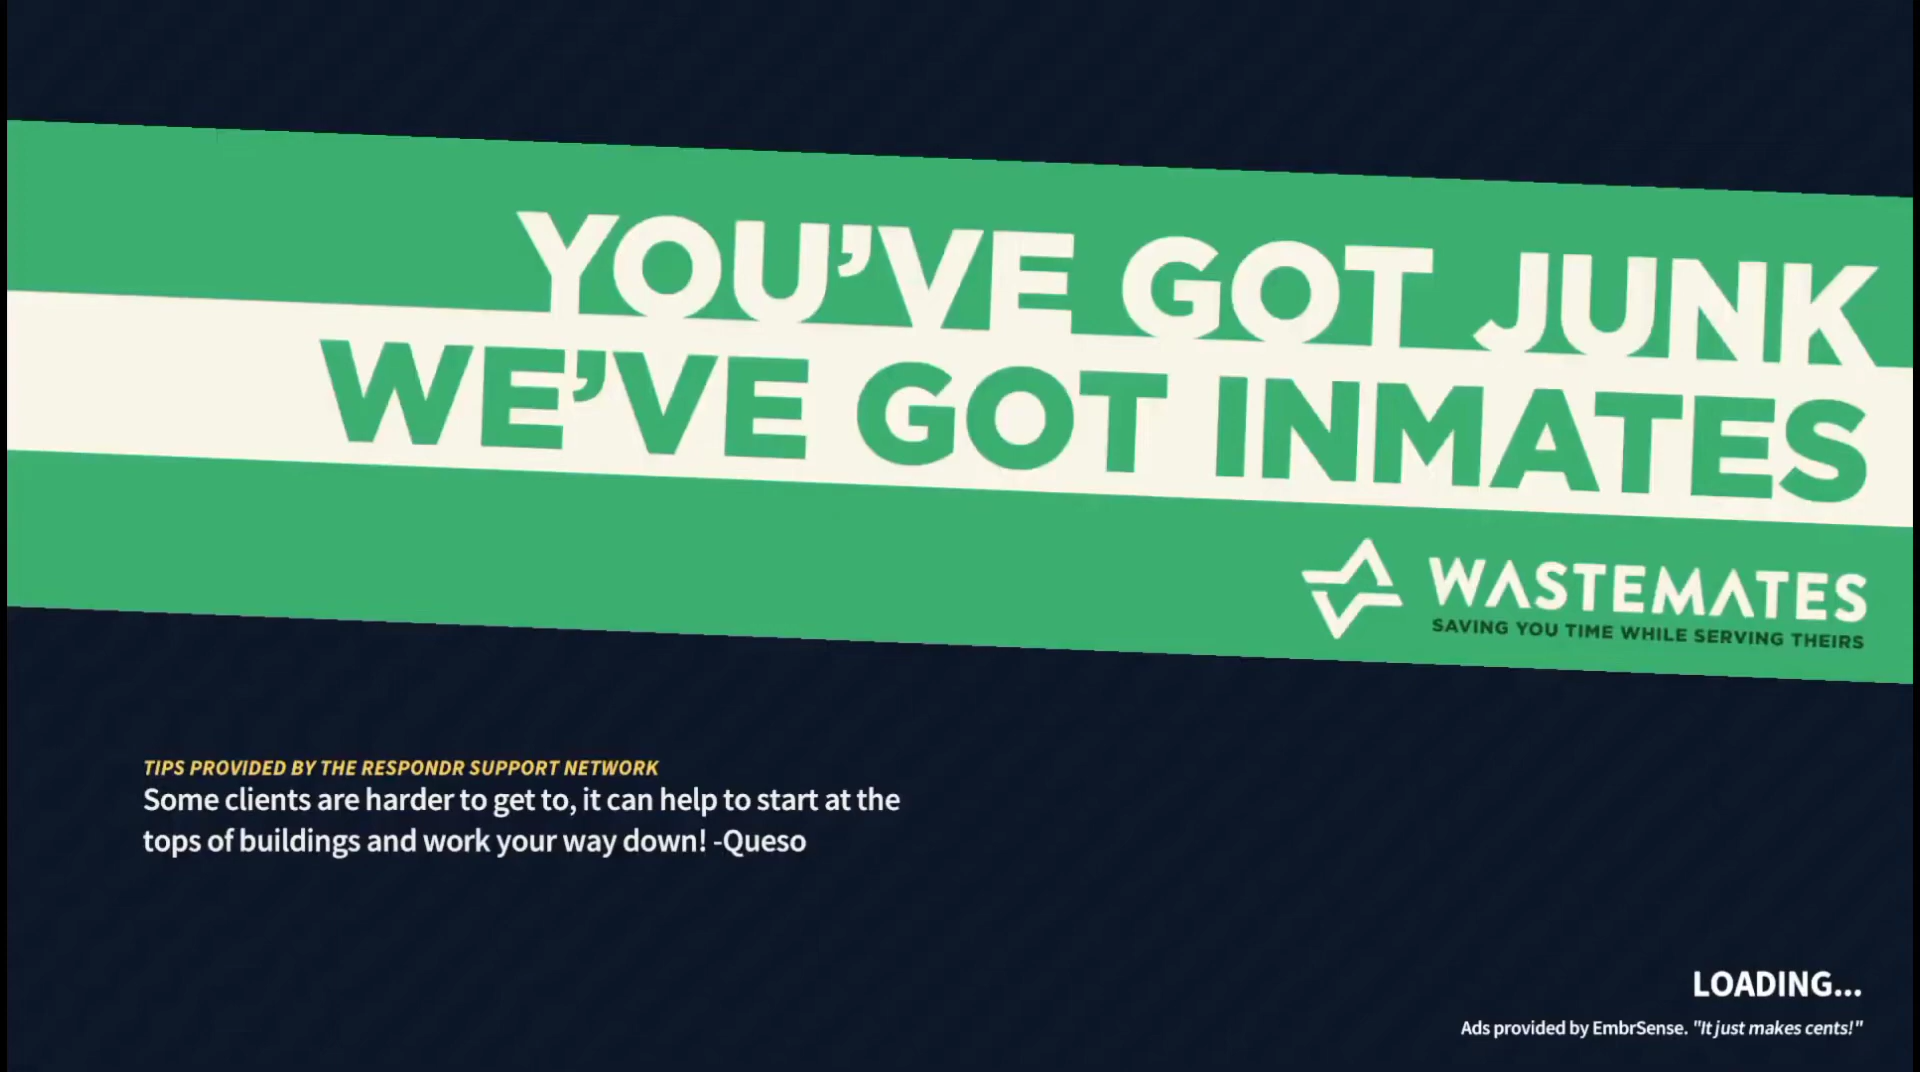 YOU’VE GOT JUNK
WE’VE GOT INMATES
WASTEMATES
SAVING YOU TIME WHILE SERVING THEIRS
TIPS PROVIDED BY THE RESPONDR SUPPORT NETWORK
Some clients are harder to get to, it can help to start at the
tops of buildings and work your way down! -Queso
LOADING...
Ads provided by EmbrSense. "It just makes cents!"